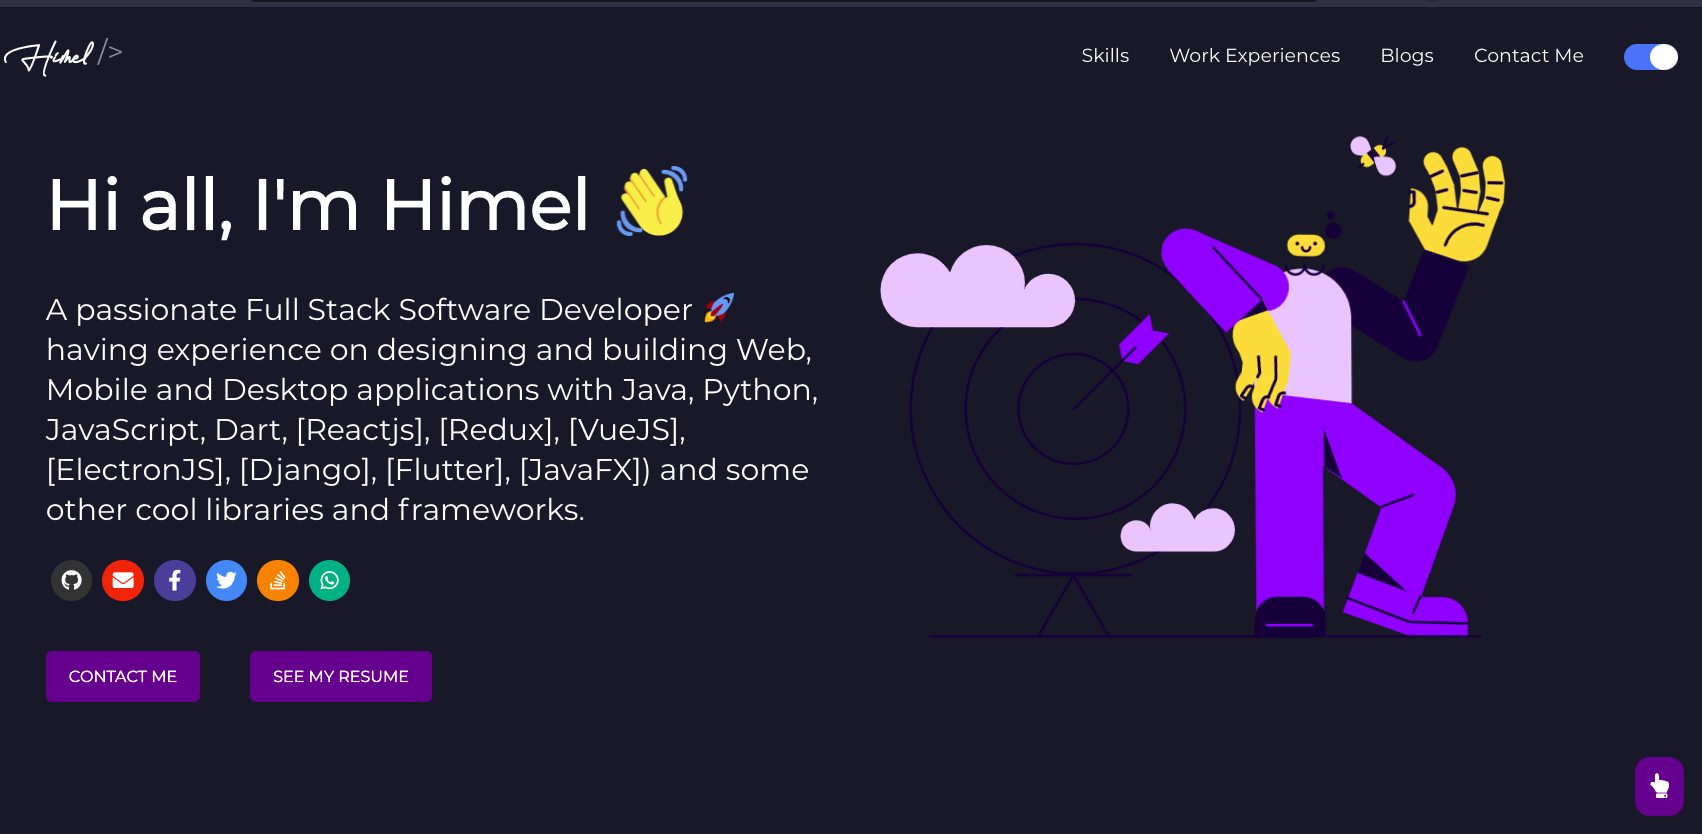 Himel />
Skills
Work Experiences
Blogs
Contact Me
Hi all, I'm Himel 👋
A passionate Full Stack Software Developer 🚀
having experience on designing and building Web,
Mobile and Desktop applications with Java, Python,
JavaScript, Dart, [Reactjs], [Redux], [VueJS],
[ElectronJS], [Django], [Flutter], [JavaFX]) and some
other cool libraries and frameworks.
CONTACT ME
SEE MY RESUME